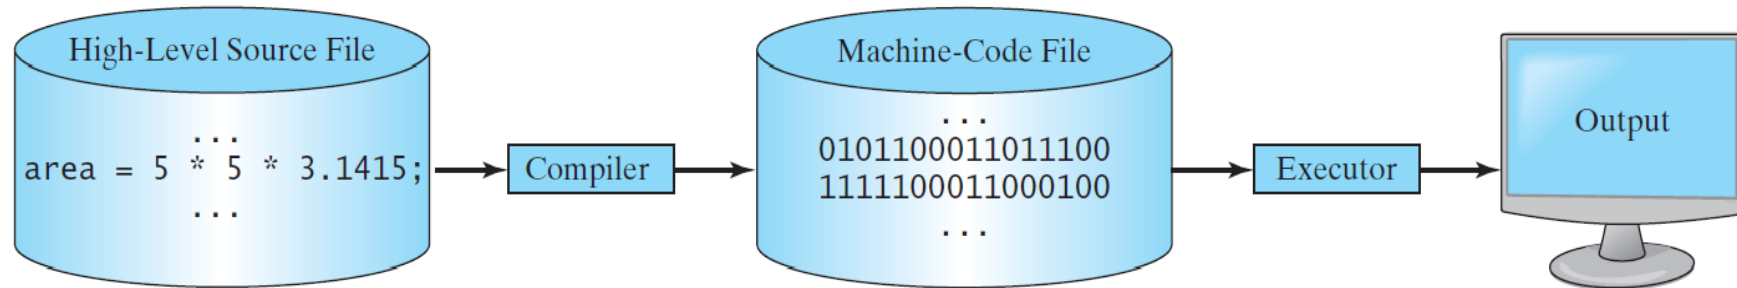 High-Level Source File
...
area = 5 * 5 * 3.1415;
...
Compiler
Machine-Code File
...
0101100011011100
1111100011000100
...
Executor
Output